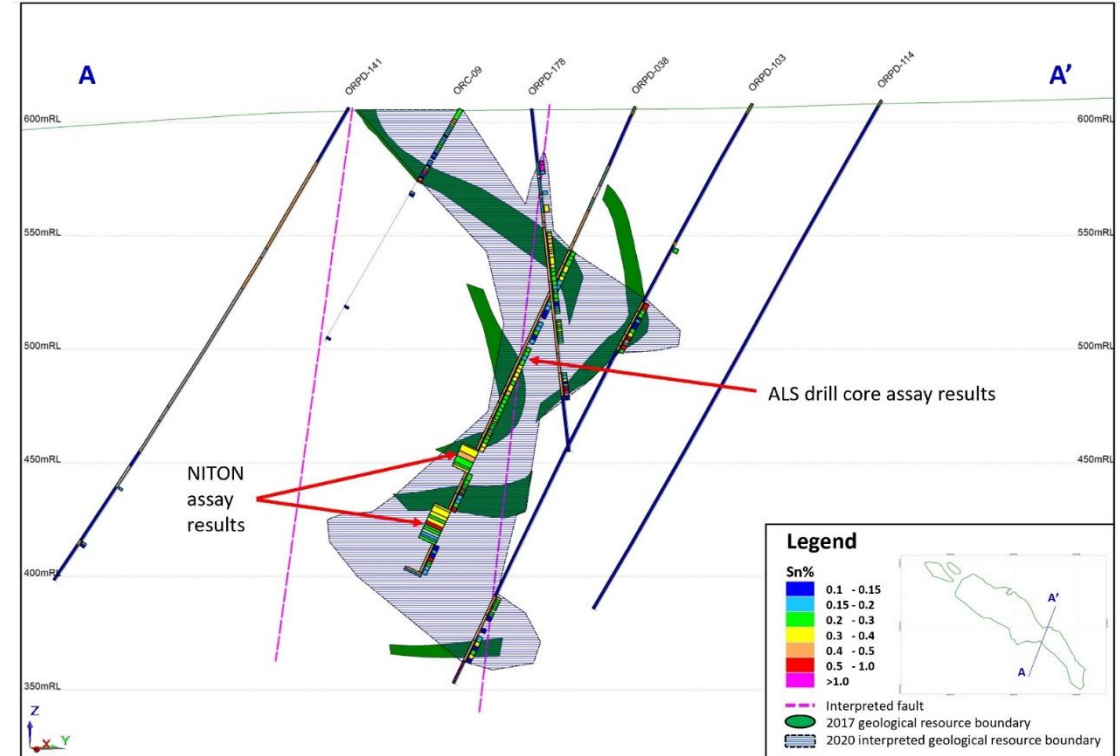 A
A'
ORPD-141
ORC-09
ORPD-178
ORPD-038
ORPD-103
ORPD-114
600mRL
600mRL
550mRL
550mRL
500mRL
500mRL
450mRL
450mRL
400mRL
350mRL
ALS drill core assay results
NITON
assay
results
Legend
Sn%
0.1 - 0.15
0.15 - 0.2
0.2 - 0.3
0.3 - 0.4
0.4 - 0.5
0.5 - 1.0
>1.0
Interpreted fault
2017 geological resource boundary
2020 interpreted geological resource boundary
A'
A
Z
X
Y